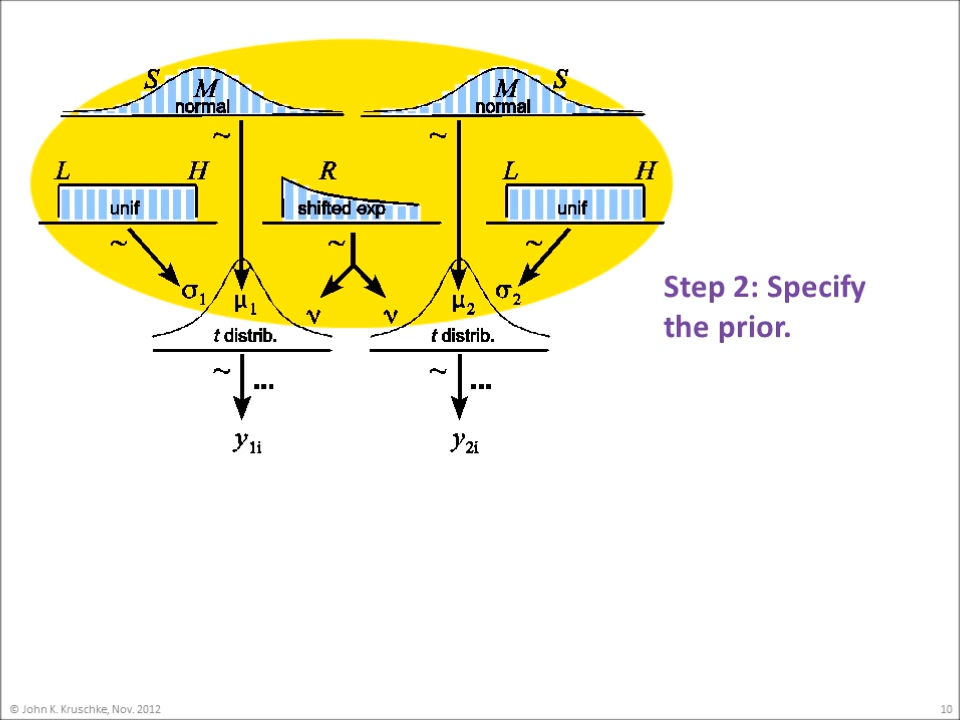 S M normal
M S normal
~ ~
L H
R
L H
unif
shifted exp
unif
~ ~ ~
σ1 μ1 ν ν μ2 σ2
t distrib.
t distrib.
~ ... ~ ...
y1i
y2i
Step 2: Specify
the prior.
© John K. Kruschke, Nov. 2012
10